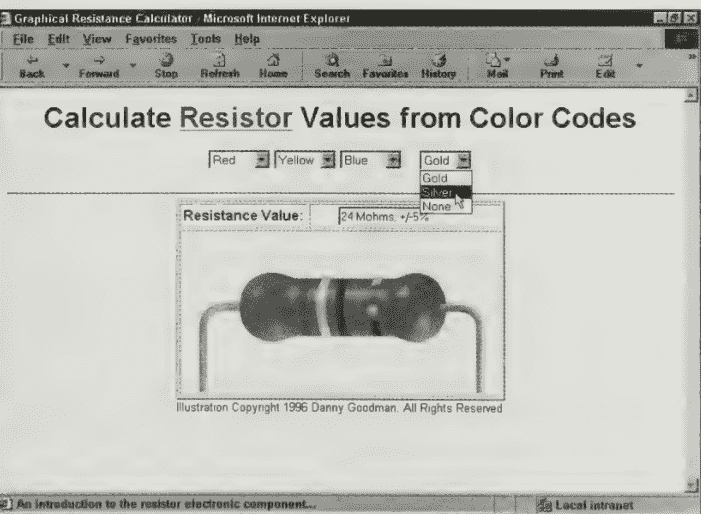 Graphical Resistance Calculator - Microsoft Internet Explorer
File Edit View Favorites Tools Help
Back Forward Stop Refresh Home Search Favorites History Mail Print Edit
Calculate Resistor Values from Color Codes
Red Yellow Blue Gold
Gold
Silver
None
Resistance Value: 24 Mohms, +/-5%
Illustration Copyright 1996 Danny Goodman. All Rights Reserved
An introduction to the resistor electronic component...
Local intranet